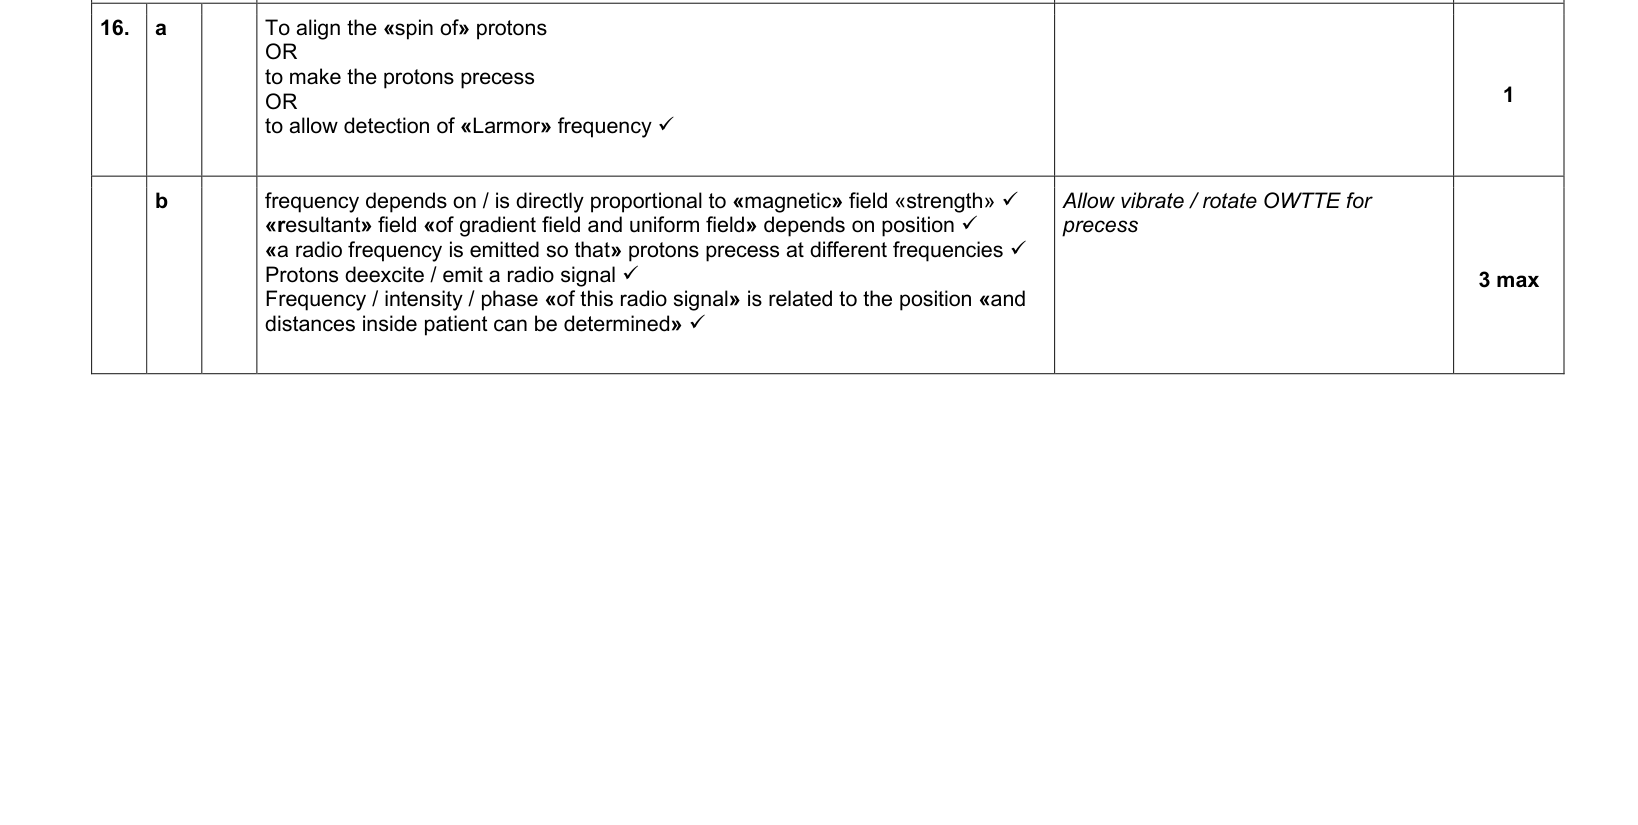 16. a To align the «spin of» protons
OR
to make the protons precess
OR
to allow detection of «Larmor» frequency ✓
1
b frequency depends on / is directly proportional to «magnetic» field «strength» ✓
«resultant» field «of gradient field and uniform field» depends on position ✓
«a radio frequency is emitted so that» protons precess at different frequencies ✓
Protons deexcite / emit a radio signal ✓
Frequency / intensity / phase «of this radio signal» is related to the position «and
distances inside patient can be determined» ✓
Allow vibrate / rotate OWTTE for
precess
3 max